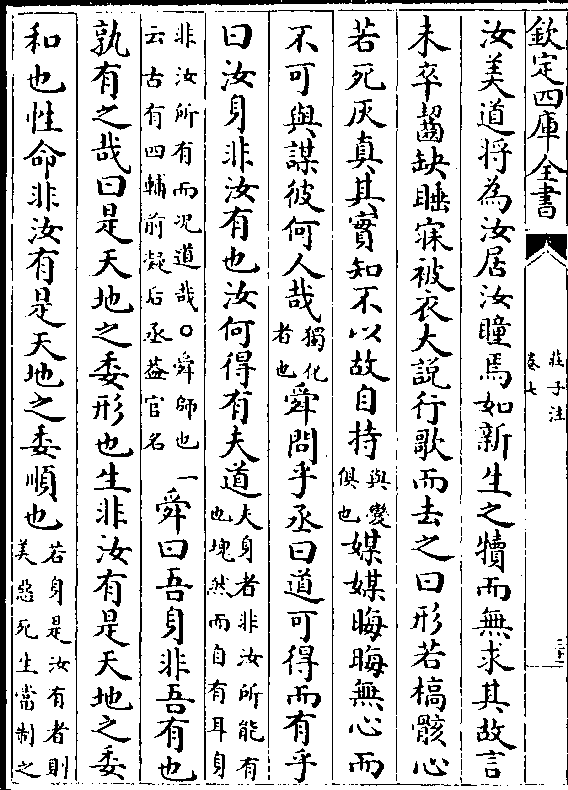 欽定四庫全書
莊子注
卷七
汝美道將為汝居汝瞳焉如新生之犢而無求其故言
未卒齧缺睡寐被衣大說行歌而去之曰形若槁骸心
若死灰真其實知不以故自持與變俱也媒媒晦晦無心而
不可與謀彼何人哉獨化者也舜問乎丞曰道可得而有乎
曰汝身非汝有也汝何得有夫道夫身者非汝所能有也塊然而自有耳身
非汝所有而况道哉○舜師也一云古有四輔前凝后丞蓋官名舜曰吾身非吾有也
孰有之哉曰是天地之委形也生非汝有是天地之委
和也性命非汝有是天地之委順也若身是汝有者則美惡死生當制之